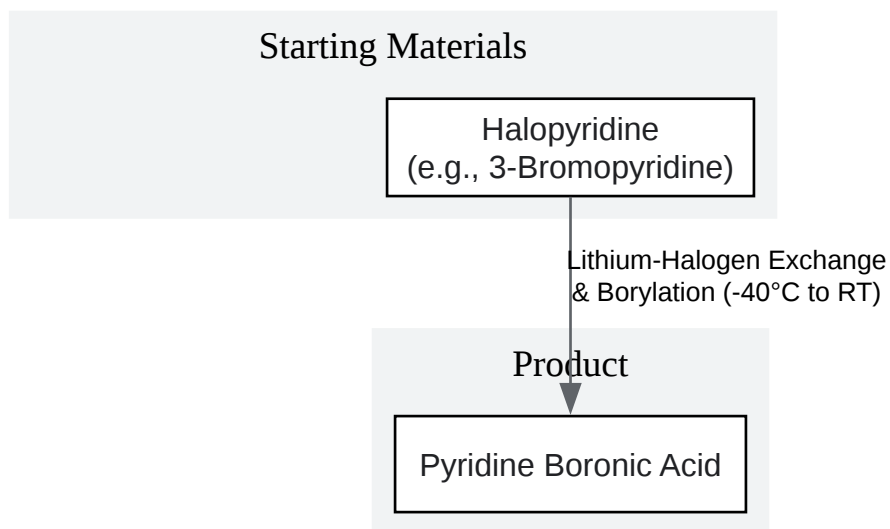 Starting Materials
Halopyridine
(e.g., 3-Bromopyridine)
Lithium-Halogen Exchange
& Borylation (-40°C to RT)
Product
Pyridine Boronic Acid